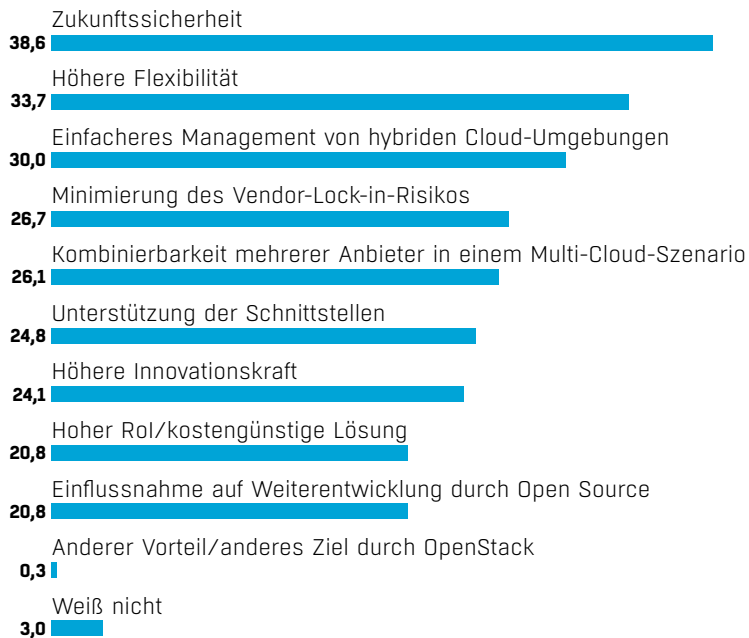 Zukunftssicherheit
38,6
Höhere Flexibilität
33,7
Einfacheres Management von hybriden Cloud-Umgebungen
30,0
Minimierung des Vendor-Lock-in-Risikos
26,7
Kombinierbarkeit mehrerer Anbieter in einem Multi-Cloud-Szenario
26,1
Unterstützung der Schnittstellen
24,8
Höhere Innovationskraft
24,1
Hoher RoI/kostengünstige Lösung
20,8
Einflussnahme auf Weiterentwicklung durch Open Source
20,8
Anderer Vorteil/anderes Ziel durch OpenStack
0,3
Weiß nicht
3,0